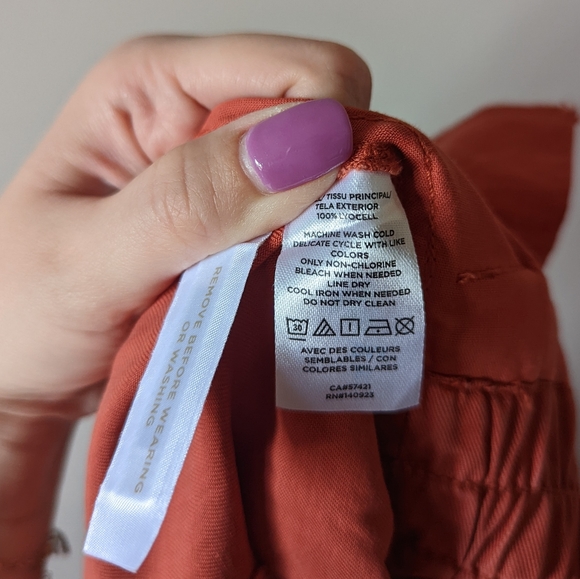 TISSU PRINCIPAL/
TELA EXTERIOR
100% LYOCELL
MACHINE WASH COLD
DELICATE CYCLE WITH LIKE
COLORS
ONLY NON-CHLORINE
BLEACH WHEN NEEDED
LINE DRY
COOL IRON WHEN NEEDED
DO NOT DRY CLEAN
30
AVEC DES COULEURS
SEMBLABLES / CON
COLORES SIMILARES
CA#57421
RN#140923
REMOVE BEFORE WEARING
OR WASHING